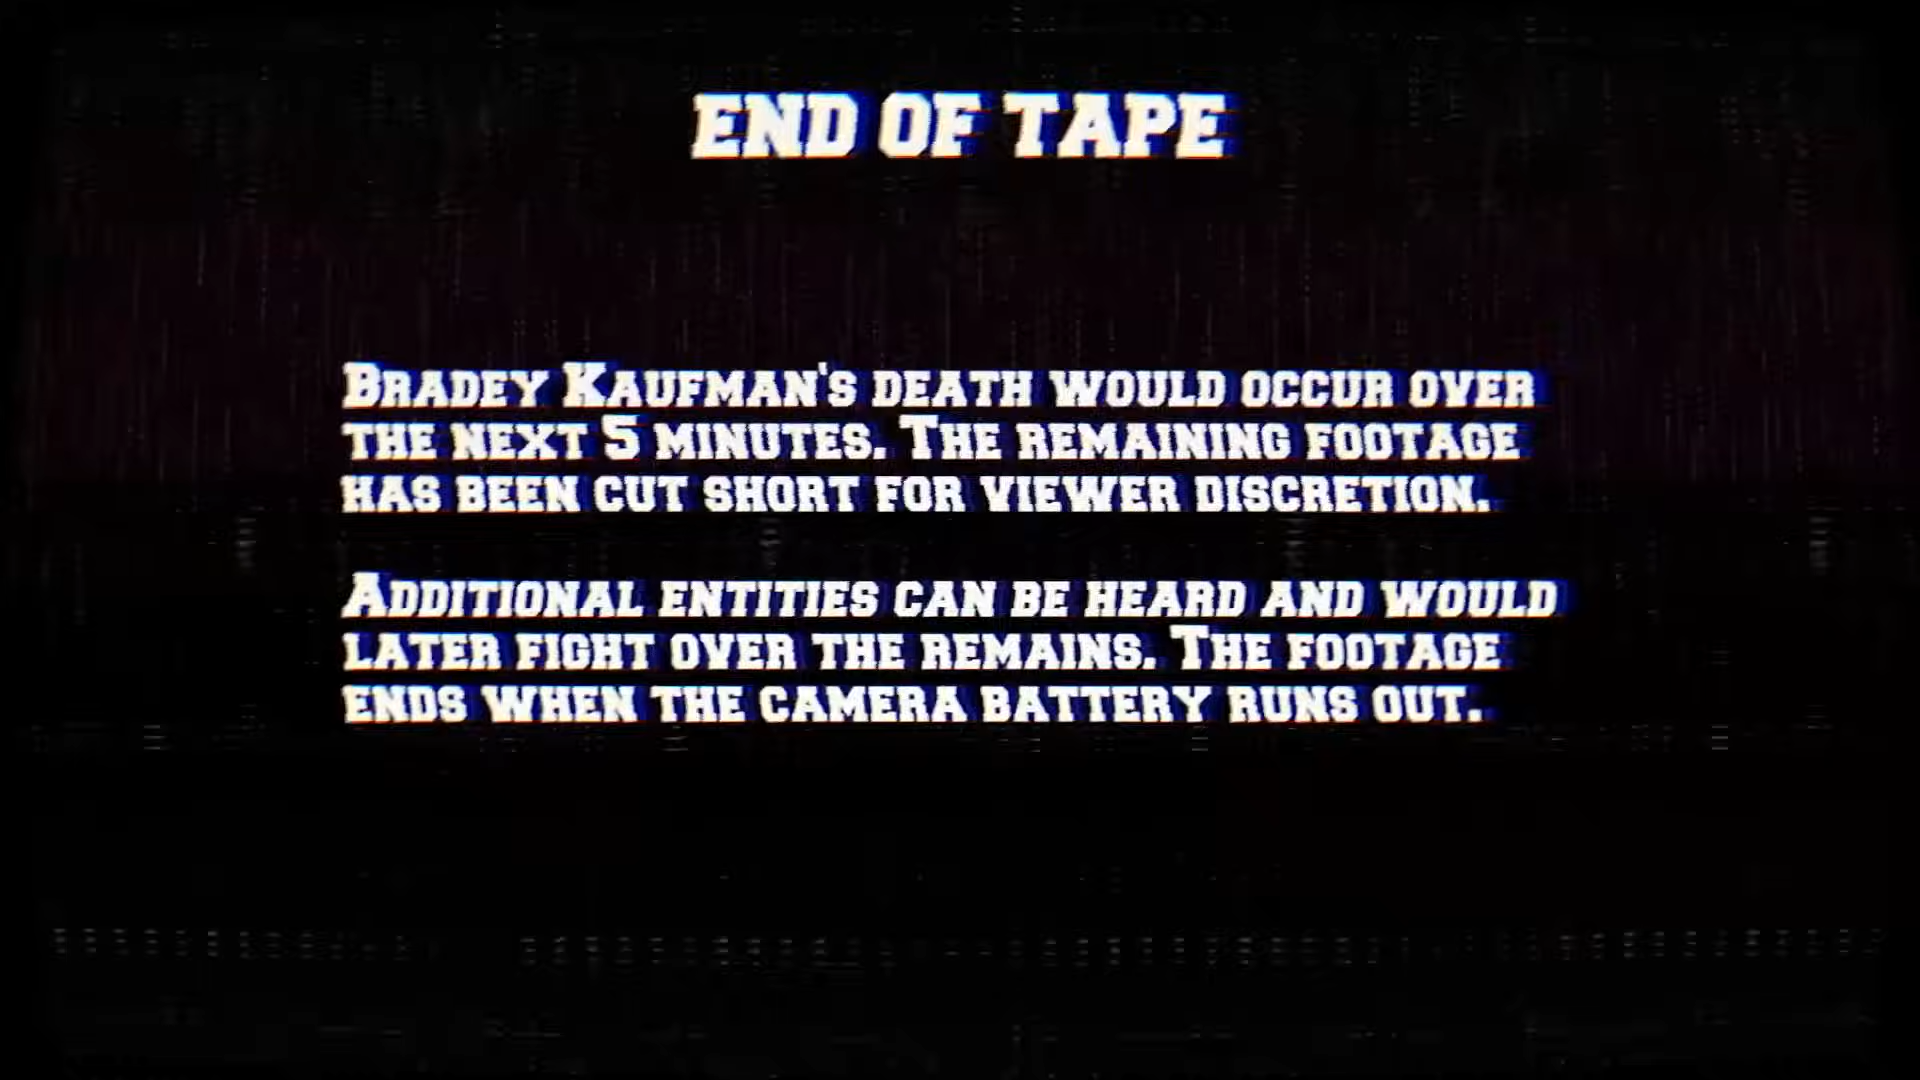 END OF TAPE
BRADEY KAUFMAN'S DEATH WOULD OCCUR OVER
THE NEXT 5 MINUTES. THE REMAINING FOOTAGE
HAS BEEN CUT SHORT FOR VIEWER DISCRETION.
ADDITIONAL ENTITIES CAN BE HEARD AND WOULD
LATER FIGHT OVER THE REMAINS. THE FOOTAGE
ENDS WHEN THE CAMERA BATTERY RUNS OUT.